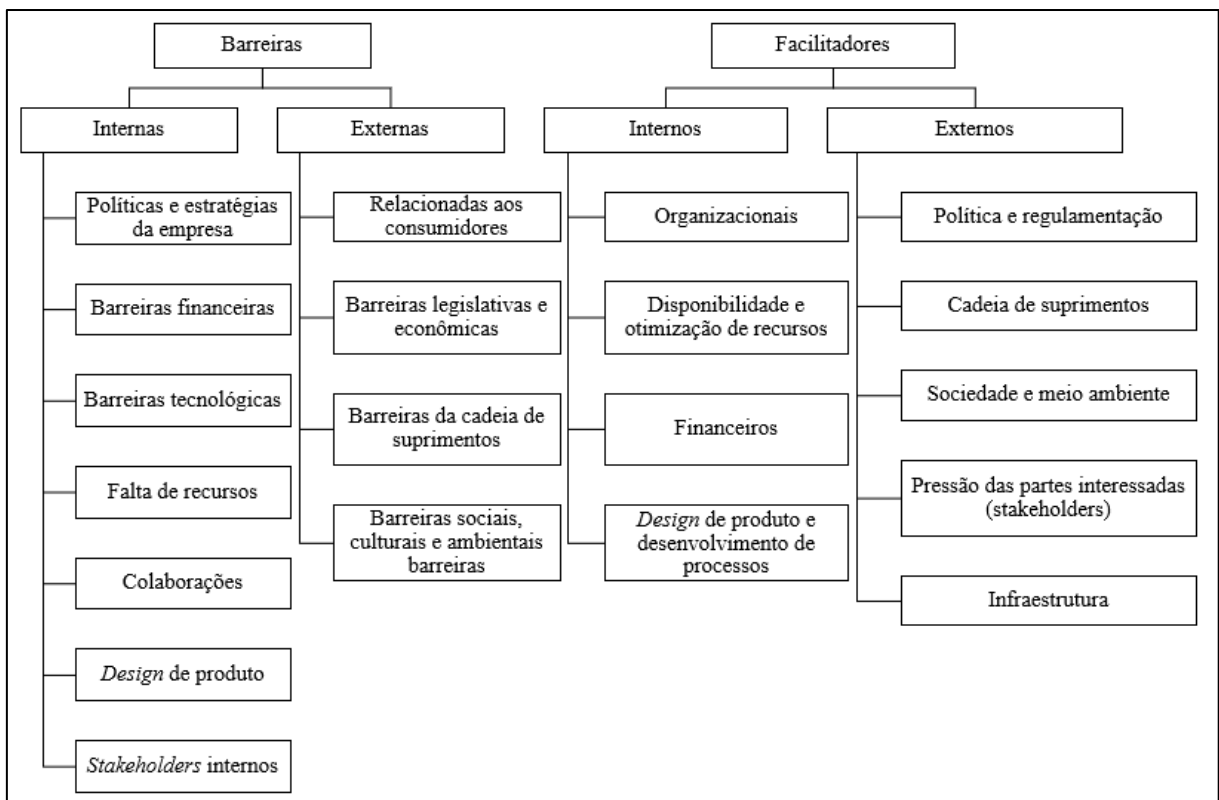 Barreiras
Internas
Políticas e estratégias
da empresa
Barreiras financeiras
Barreiras tecnológicas
Falta de recursos
Colaborações
Design de produto
Stakeholders internos
Externas
Relacionadas aos
consumidores
Barreiras legislativas e
econômicas
Barreiras da cadeia de
suprimentos
Barreiras sociais,
culturais e ambientais
barreiras
Facilitadores
Internos
Organizacionais
Disponibilidade e
otimização de recursos
Financeiros
Design de produto e
desenvolvimento de
processos
Externos
Política e regulamentação
Cadeia de suprimentos
Sociedade e meio ambiente
Pressão das partes interessadas
(stakeholders)
Infraestrutura